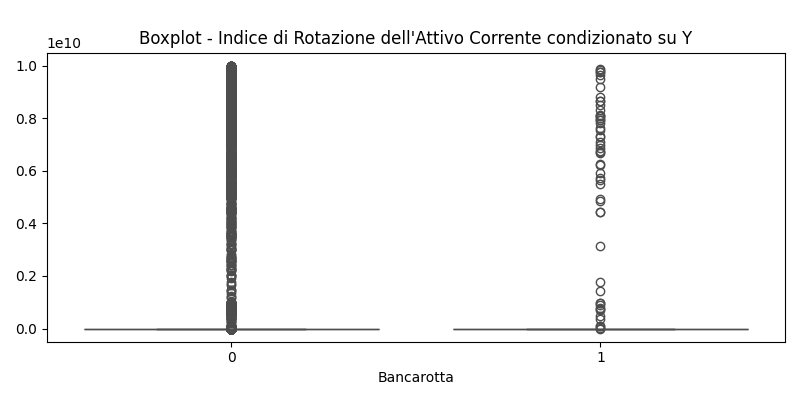 Boxplot - Indice di Rotazione dell'Attivo Corrente condizionato su Y
1e10
1.0
0.8
0.6
0.4
0.2
0.0
0 1
Bancarotta